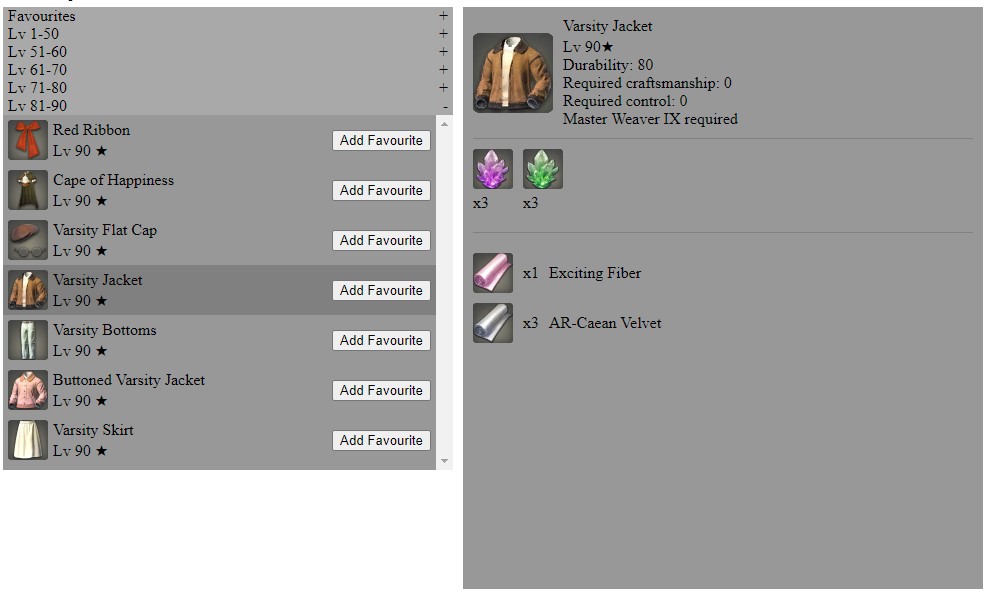 Favourites +
Lv 1-50 +
Lv 51-60 +
Lv 61-70 +
Lv 71-80 +
Lv 81-90 -
Red Ribbon
Lv 90 ★
Add Favourite
Cape of Happiness
Lv 90 ★
Add Favourite
Varsity Flat Cap
Lv 90 ★
Add Favourite
Varsity Jacket
Lv 90 ★
Add Favourite
Varsity Bottoms
Lv 90 ★
Add Favourite
Buttoned Varsity Jacket
Lv 90 ★
Add Favourite
Varsity Skirt
Lv 90 ★
Add Favourite
Varsity Jacket
Lv 90★
Durability: 80
Required craftsmanship: 0
Required control: 0
Master Weaver IX required
x3 x3
x1 Exciting Fiber
x3 AR-Caean Velvet